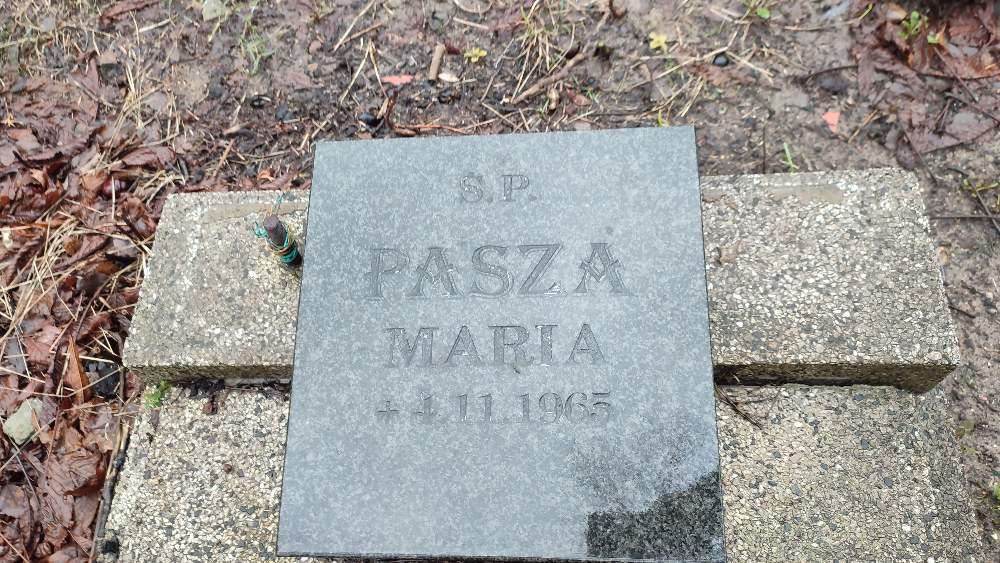 S.P.
PASZA
MARIA
+ 4.11.1965